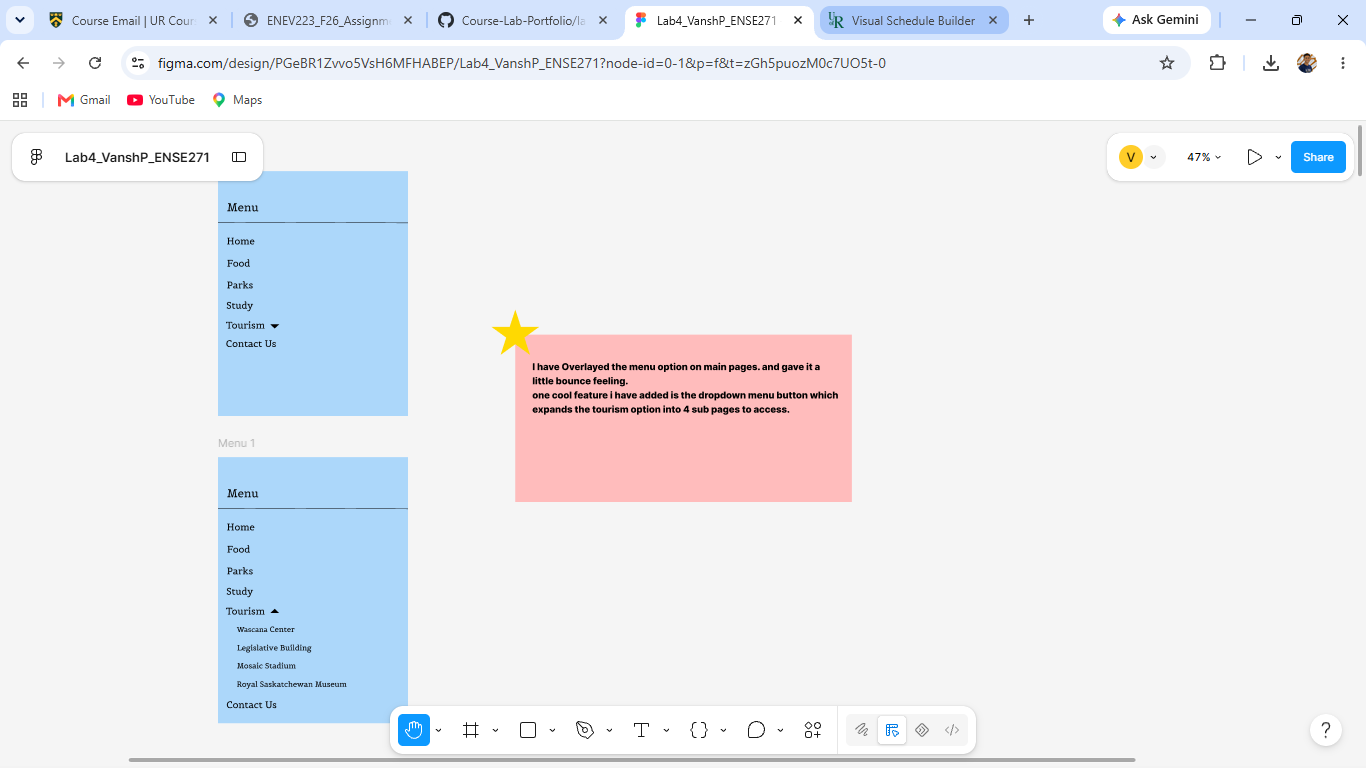 Course Email | UR Cour
ENEV223_F26_Assignm
Course-Lab-Portfolio/la
Lab4_VanshP_ENSE271
Visual Schedule Builder
Ask Gemini
figma.com/design/PGeBR1Zvvo5VsH6MFHABEP/Lab4_VanshP_ENSE271?node-id=0-1&p=f&t=zGh5puozM0c7UO5t-0
Gmail
YouTube
Maps
Lab4_VanshP_ENSE271
V
47%
Share
Menu
Home
Food
Parks
Study
Tourism
Contact Us
I have Overlayed the menu option on main pages. and gave it a
little bounce feeling.
one cool feature i have added is the dropdown menu button which
expands the tourism option into 4 sub pages to access.
Menu 1
Menu
Home
Food
Parks
Study
Tourism
Wascana Center
Legislative Building
Mosaic Stadium
Royal Saskatchewan Museum
Contact Us